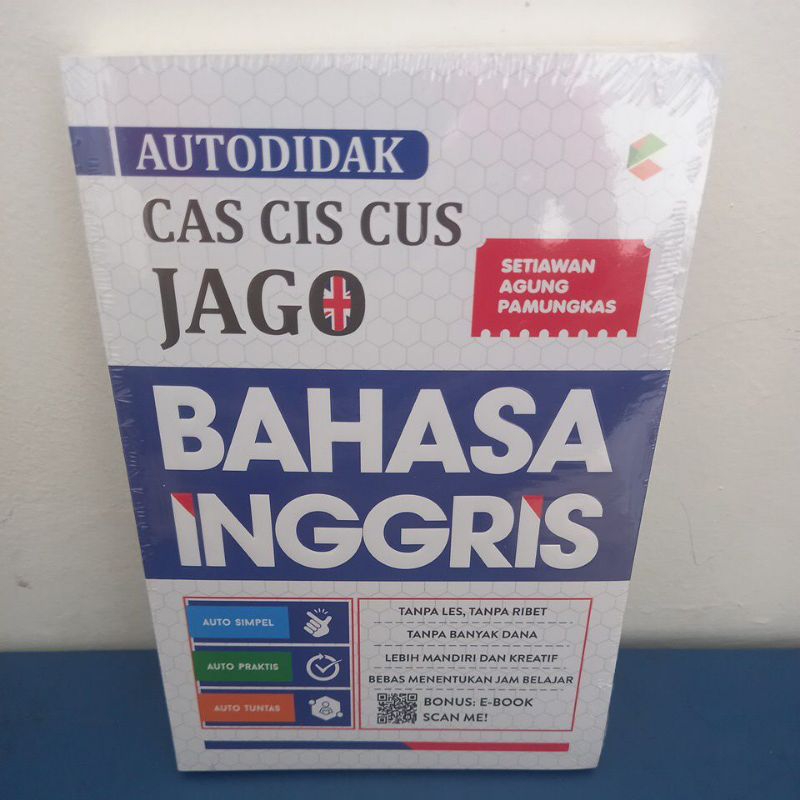 AUTODIDAK
CAS CIS CUS
JAGO
SETIAWAN
AGUNG
PAMUNGKAS
BAHASA
INGGRIS
AUTO SIMPEL
AUTO PRAKTIS
AUTO TUNTAS
TANPA LES, TANPA RIBET
TANPA BANYAK DANA
LEBIH MANDIRI DAN KREATIF
BEBAS MENENTUKAN JAM BELAJAR
BONUS: E-BOOK
SCAN ME!